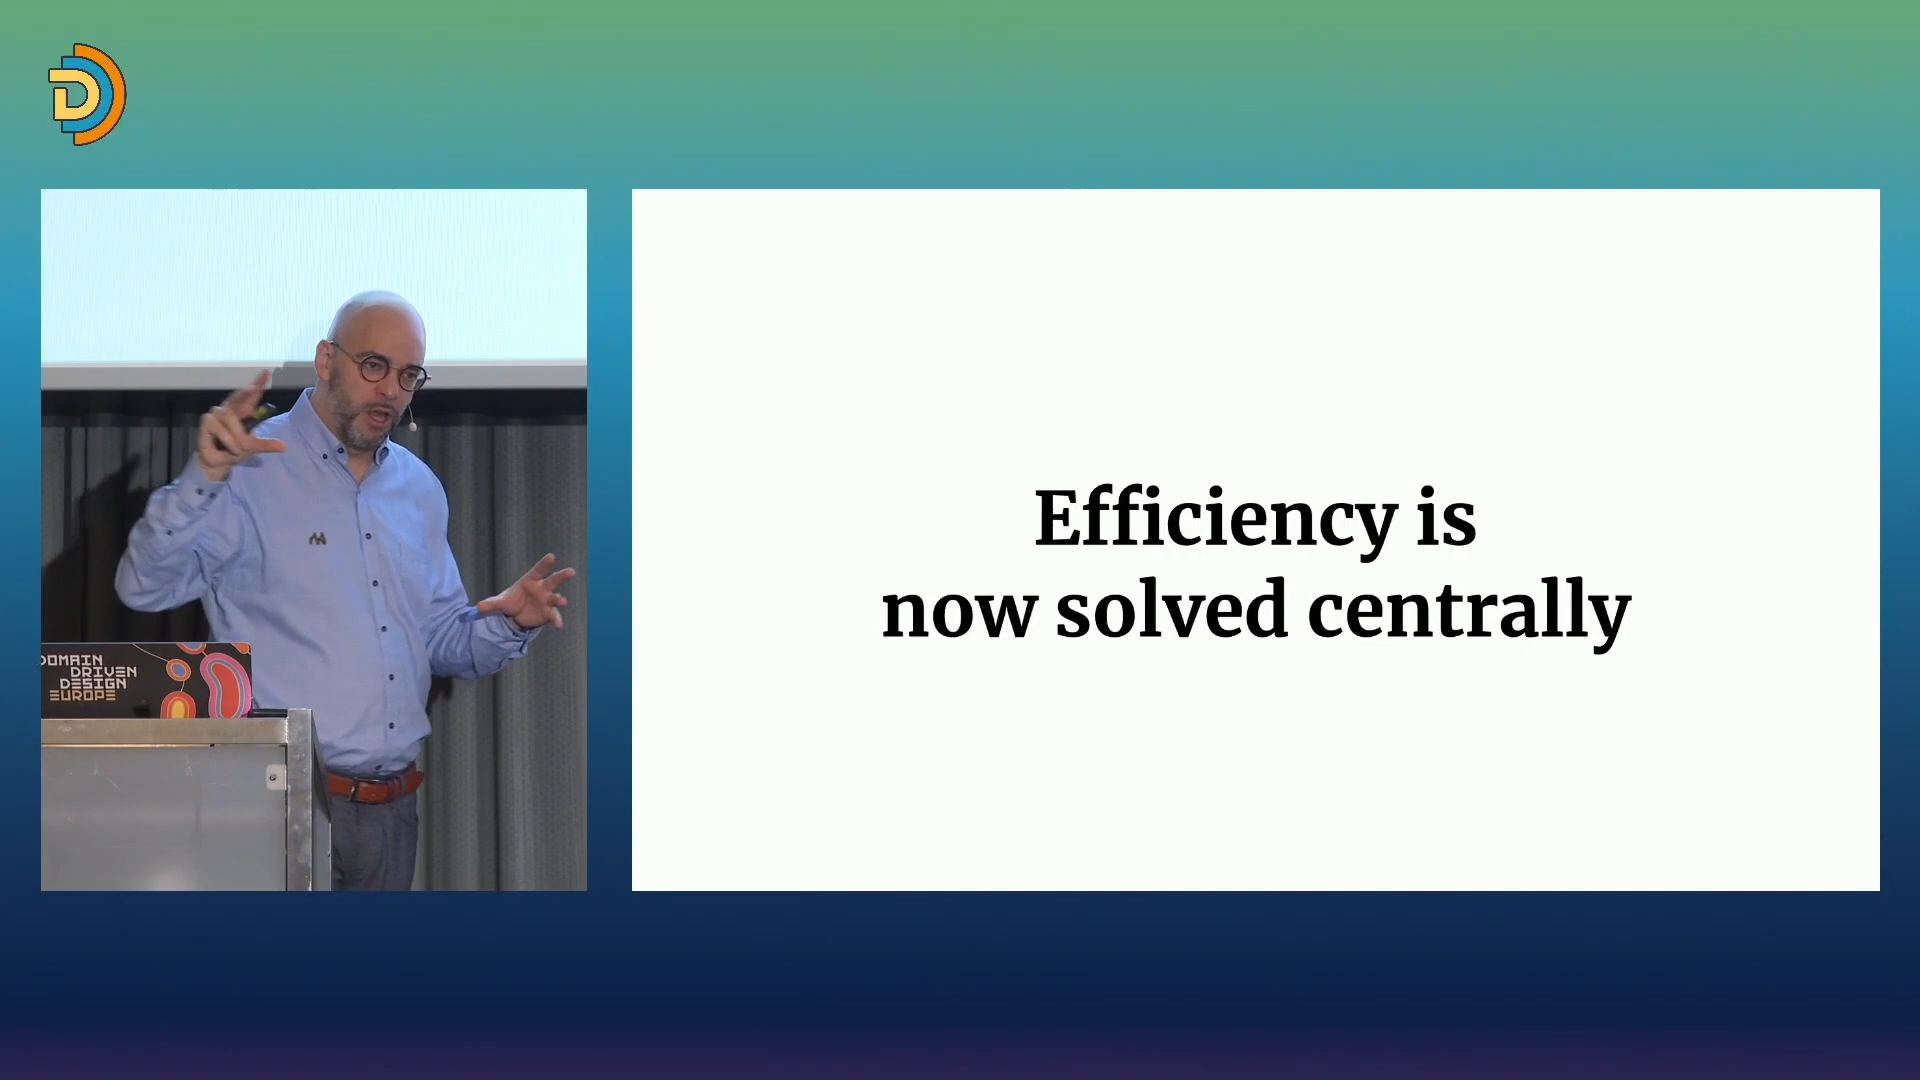 DOMAIN
DRIVEN
DESIGN
EUROPE
Efficiency is
now solved centrally